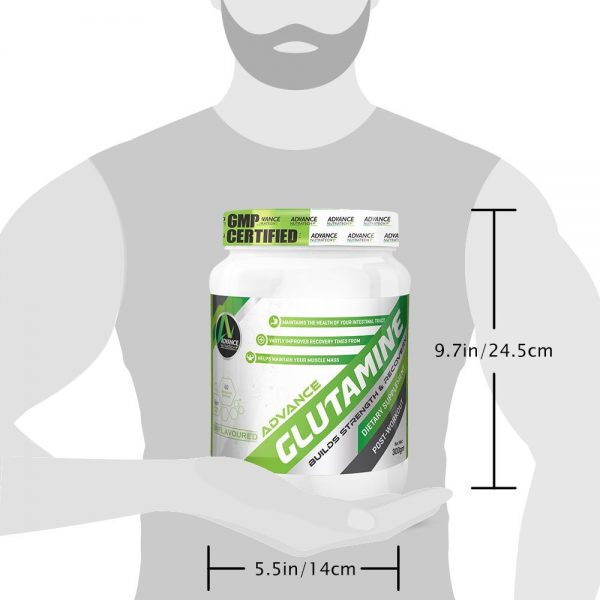 GMP
CERTIFIED
ADVANCE ADVANCE ADVANCE
NUTRATECH NUTRATECH
ADVANCE ADVANCE
NUTRATECH NUTRATECH
MAINTAINS THE HEALTH OF YOUR INTESTINAL TRACT
VASTLY IMPROVES RECOVERY TIMES FROM
HELPS MAINTAIN YOUR MUSCLE MASS
ADVANCE
ADVANCE
GLUTAMINE
BUILDS STRENGTH & RECOVERY
DIETARY SUPPLEMENT
POST-WORKOUT
300gm
FLAVOURED
9.7in/24.5cm
5.5in/14cm